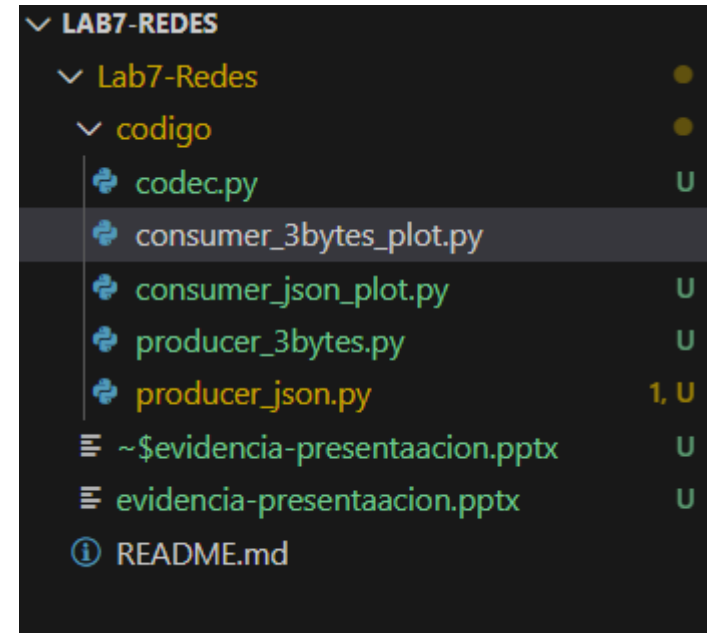 LAB7-REDES
Lab7-Redes
codigo
codec.py U
consumer_3bytes_plot.py
consumer_json_plot.py U
producer_3bytes.py U
producer_json.py 1, U
~$evidencia-presentaacion.pptx U
evidencia-presentaacion.pptx U
README.md